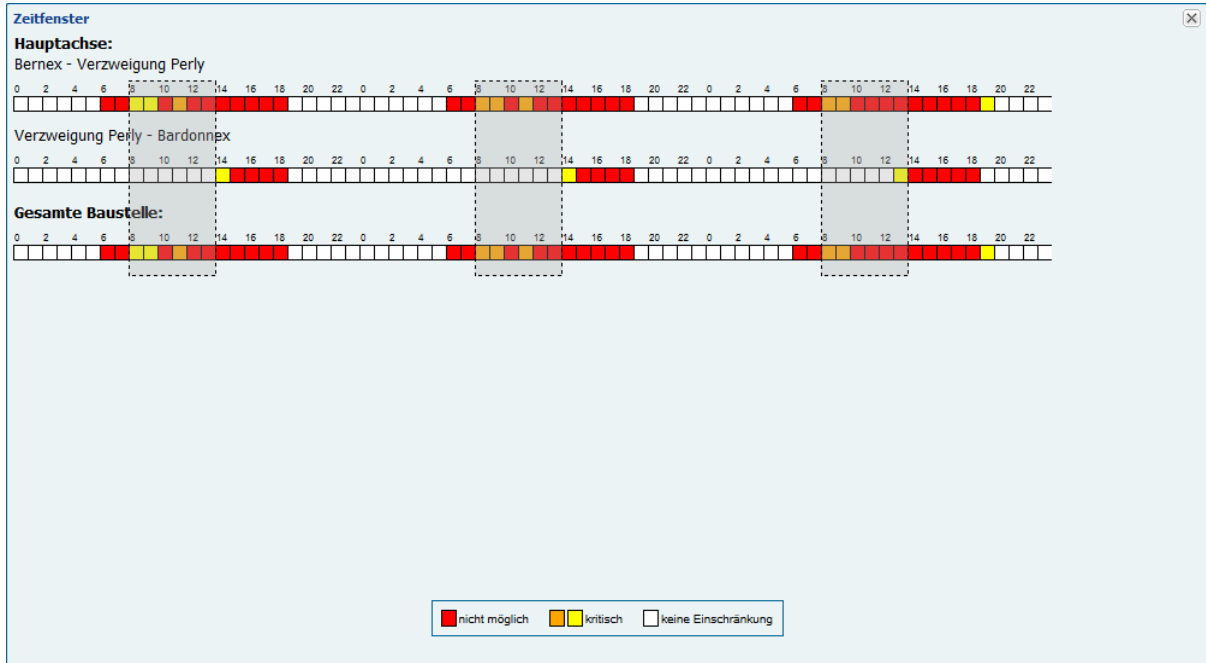 Zeitfenster
Hauptachse:
Bernex - Verzweigung Perly
0 2 4 6 8 10 12 14 16 18 20 22 0 2 4 6 8 10 12 14 16 18 20 22 0 2 4 6 8 10 12 14 16 18 20 22
Verzweigung Perly - Bardonnex
0 2 4 6 8 10 12 14 16 18 20 22 0 2 4 6 8 10 12 14 16 18 20 22 0 2 4 6 8 10 12 14 16 18 20 22
Gesamte Baustelle:
0 2 4 6 8 10 12 14 16 18 20 22 0 2 4 6 8 10 12 14 16 18 20 22 0 2 4 6 8 10 12 14 16 18 20 22
nicht möglich kritisch keine Einschränkung